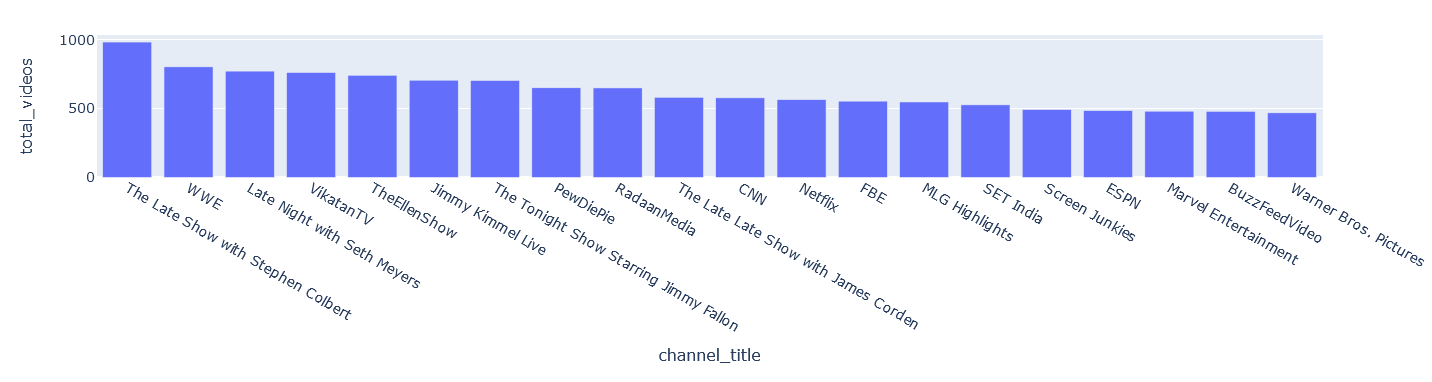 1000
500
0
total_videos
The Late Show with Stephen Colbert
WWE
Late Night with Seth Meyers
VikatanTV
TheEllenShow
Jimmy Kimmel Live
The Tonight Show Starring Jimmy Fallon
PewDiePie
RadaanMedia
The Late Late Show with James Corden
CNN
Netflix
FBE
MLG Highlights
SET India
Screen Junkies
ESPN
Marvel Entertainment
BuzzFeedVideo
Warner Bros. Pictures
channel_title